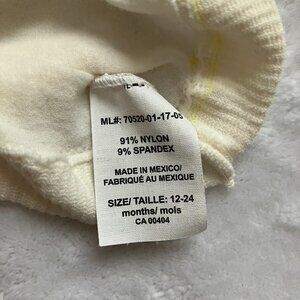 ML#: 70520-01-17-05
91% NYLON
9% SPANDEX
MADE IN MEXICO/
FABRIQUÉ AU MEXIQUE
SIZE/ TAILLE: 12-24
months/ mois
CA 00404